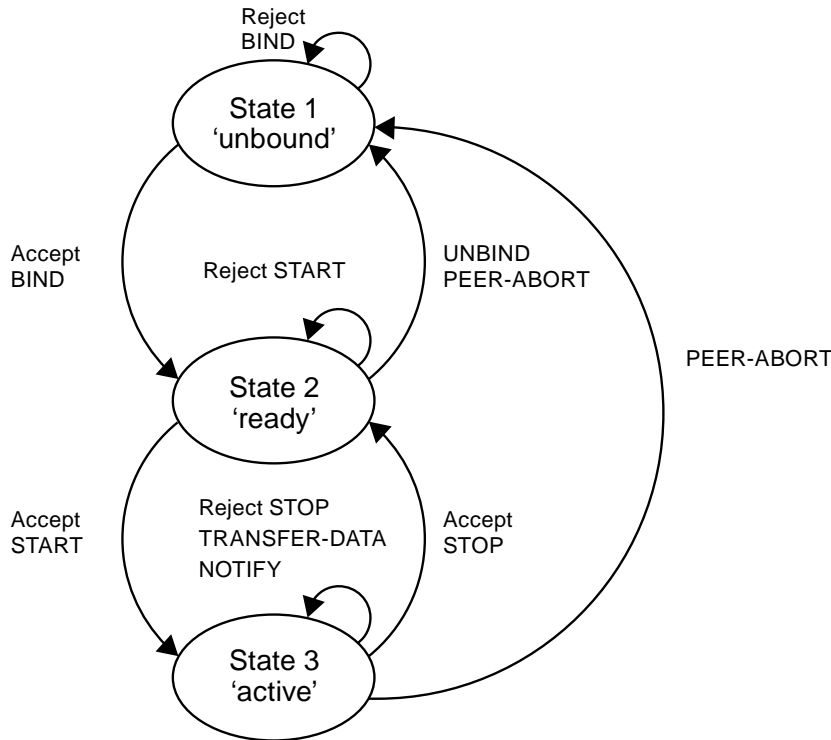 Reject
BIND
State 1
‘unbound’
Accept
BIND
Reject START
UNBIND
PEER-ABORT
PEER-ABORT
State 2
‘ready’
Accept
START
Reject STOP
TRANSFER-DATA
NOTIFY
Accept
STOP
State 3
‘active’